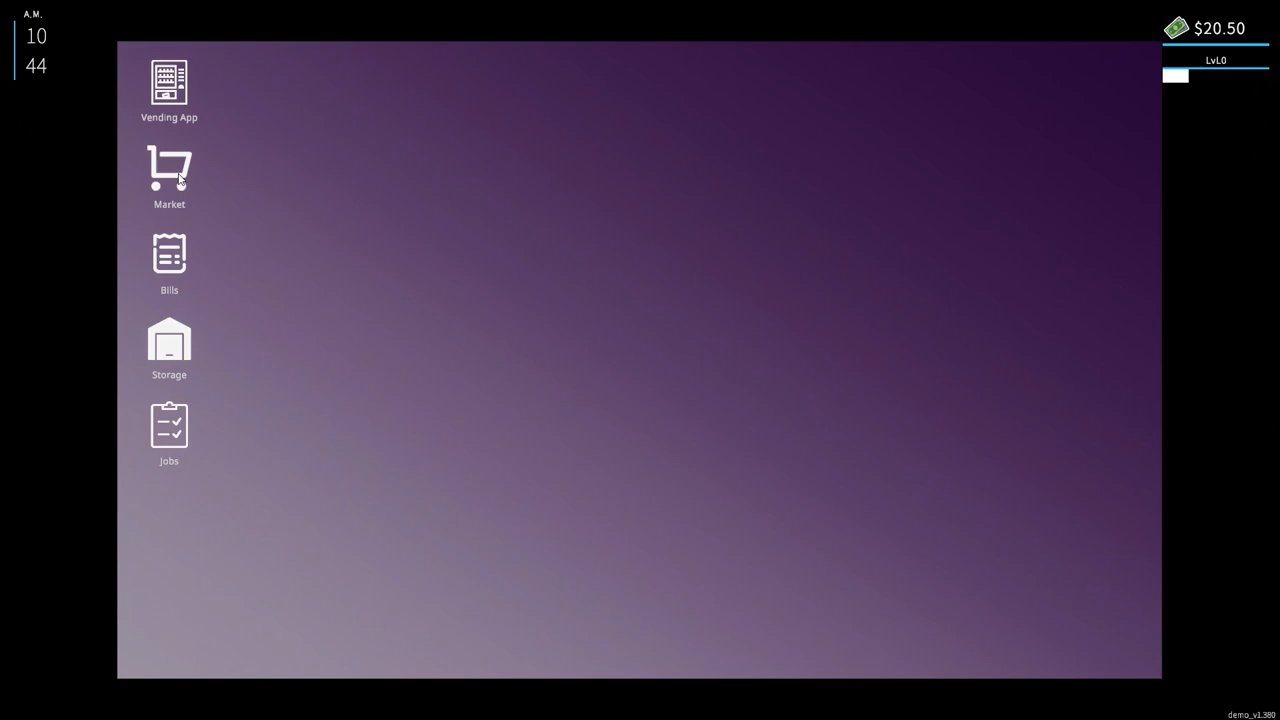 A.M.
10
44
$20.50
LvL0
Vending App
Market
Bills
Storage
Jobs
demo_v1.380